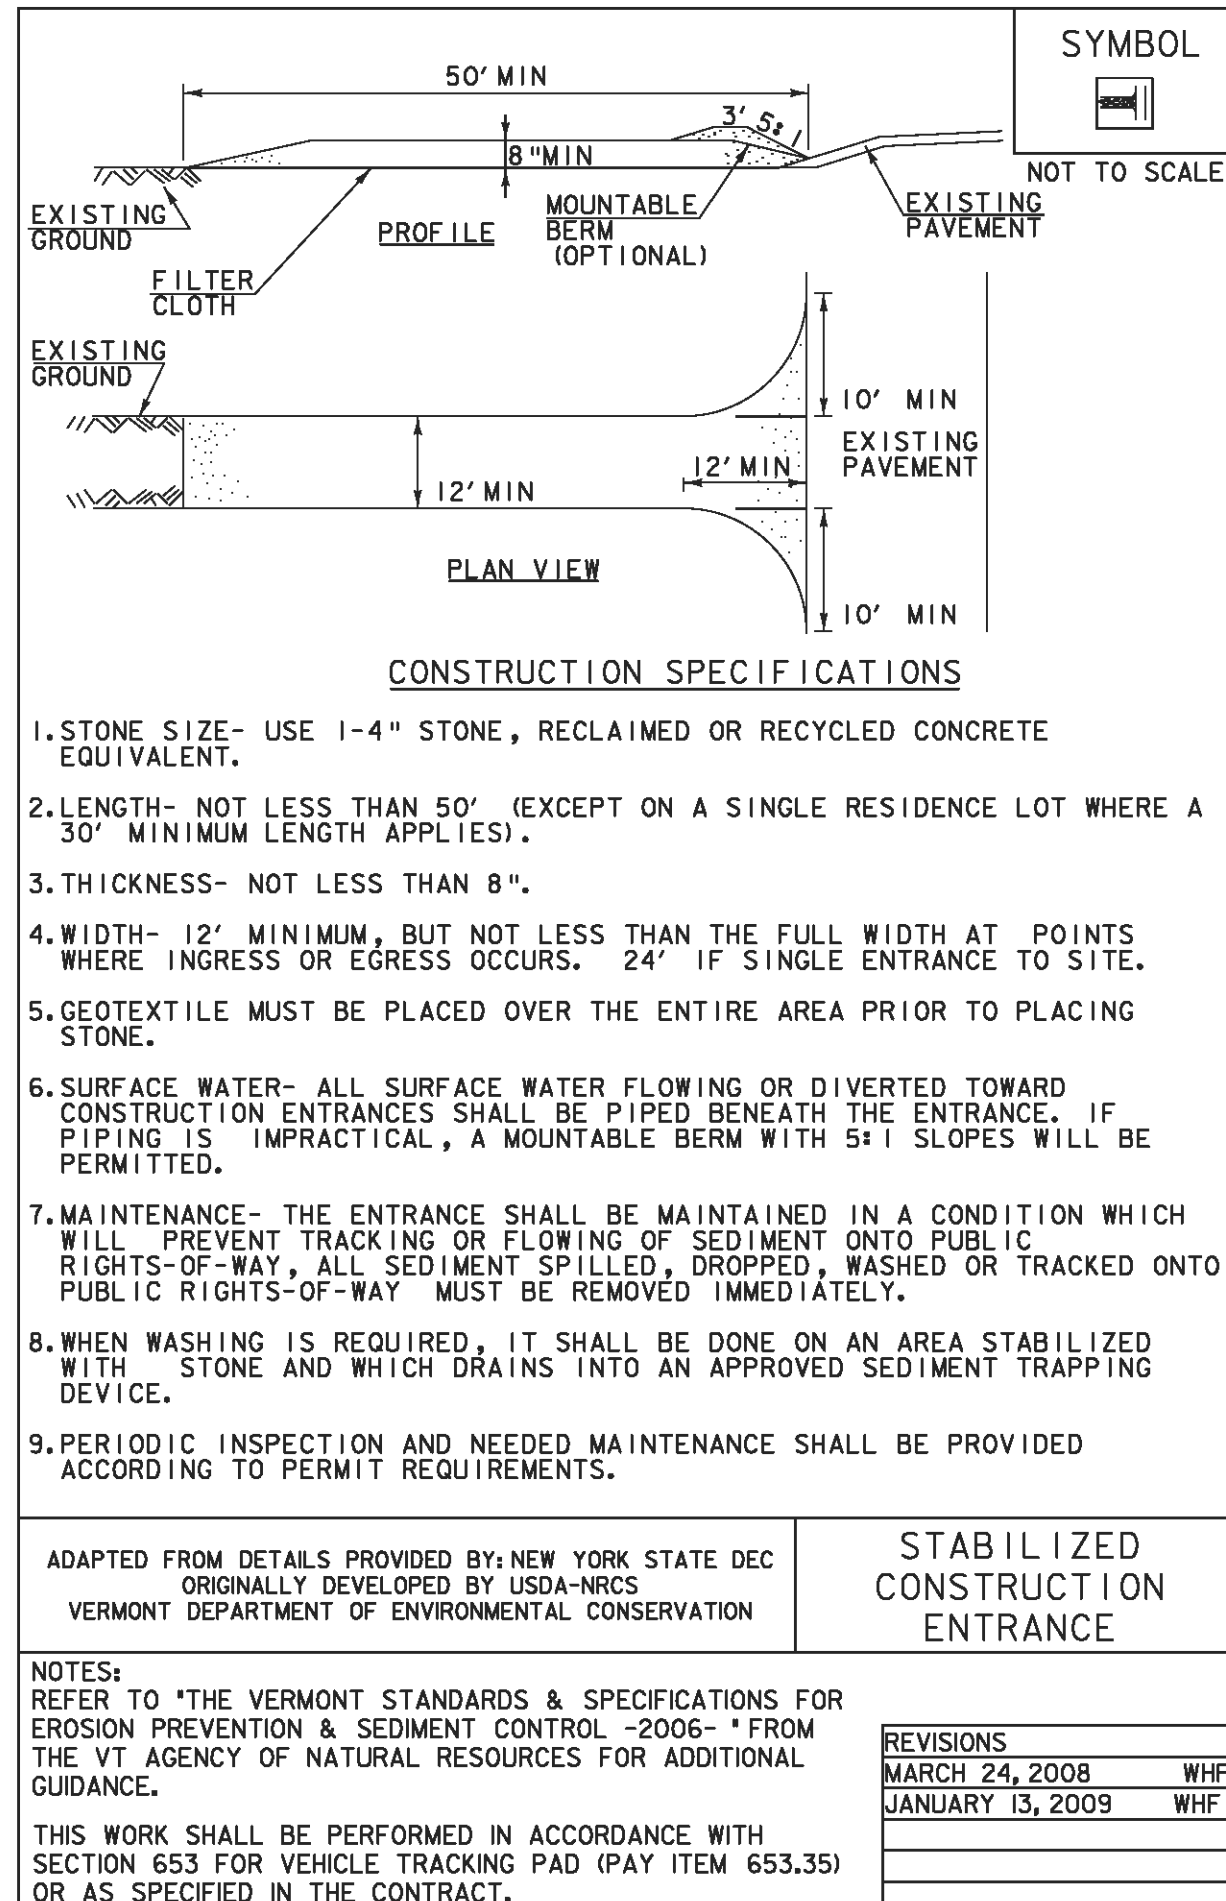 SYMBOL
50' MIN
3' 5:1
8" MIN
NOT TO SCALE
EXISTING
GROUND
PROFILE
MOUNTABLE
BERM
(OPTIONAL)
EXISTING
PAVEMENT
FILTER
CLOTH
EXISTING
GROUND
10' MIN
EXISTING
PAVEMENT
12' MIN
12' MIN
PLAN VIEW
10' MIN
CONSTRUCTION SPECIFICATIONS
1. STONE SIZE- USE 1-4" STONE, RECLAIMED OR RECYCLED CONCRETE
EQUIVALENT.
2. LENGTH- NOT LESS THAN 50' (EXCEPT ON A SINGLE RESIDENCE LOT WHERE A
30' MINIMUM LENGTH APPLIES).
3. THICKNESS- NOT LESS THAN 8".
4. WIDTH- 12' MINIMUM, BUT NOT LESS THAN THE FULL WIDTH AT POINTS
WHERE INGRESS OR EGRESS OCCURS. 24' IF SINGLE ENTRANCE TO SITE.
5. GEOTEXTILE MUST BE PLACED OVER THE ENTIRE AREA PRIOR TO PLACING
STONE.
6. SURFACE WATER- ALL SURFACE WATER FLOWING OR DIVERTED TOWARD
CONSTRUCTION ENTRANCES SHALL BE PIPED BENEATH THE ENTRANCE. IF
PIPING IS IMPRACTICAL, A MOUNTABLE BERM WITH 5:1 SLOPES WILL BE
PERMITTED.
7. MAINTENANCE- THE ENTRANCE SHALL BE MAINTAINED IN A CONDITION WHICH
WILL PREVENT TRACKING OR FLOWING OF SEDIMENT ONTO PUBLIC
RIGHTS-OF-WAY, ALL SEDIMENT SPILLED, DROPPED, WASHED OR TRACKED ONTO
PUBLIC RIGHTS-OF-WAY MUST BE REMOVED IMMEDIATELY.
8. WHEN WASHING IS REQUIRED, IT SHALL BE DONE ON AN AREA STABILIZED
WITH STONE AND WHICH DRAINS INTO AN APPROVED SEDIMENT TRAPPING
DEVICE.
9. PERIODIC INSPECTION AND NEEDED MAINTENANCE SHALL BE PROVIDED
ACCORDING TO PERMIT REQUIREMENTS.
ADAPTED FROM DETAILS PROVIDED BY: NEW YORK STATE DEC
ORIGINALLY DEVELOPED BY USDA-NRCS
VERMONT DEPARTMENT OF ENVIRONMENTAL CONSERVATION
STABILIZED
CONSTRUCTION
ENTRANCE
NOTES:
REFER TO "THE VERMONT STANDARDS & SPECIFICATIONS FOR
EROSION PREVENTION & SEDIMENT CONTROL -2006- " FROM
THE VT AGENCY OF NATURAL RESOURCES FOR ADDITIONAL
GUIDANCE.
THIS WORK SHALL BE PERFORMED IN ACCORDANCE WITH
SECTION 653 FOR VEHICLE TRACKING PAD (PAY ITEM 653.35)
OR AS SPECIFIED IN THE CONTRACT.
REVISIONS
MARCH 24, 2008 WHF
JANUARY 13, 2009 WHF